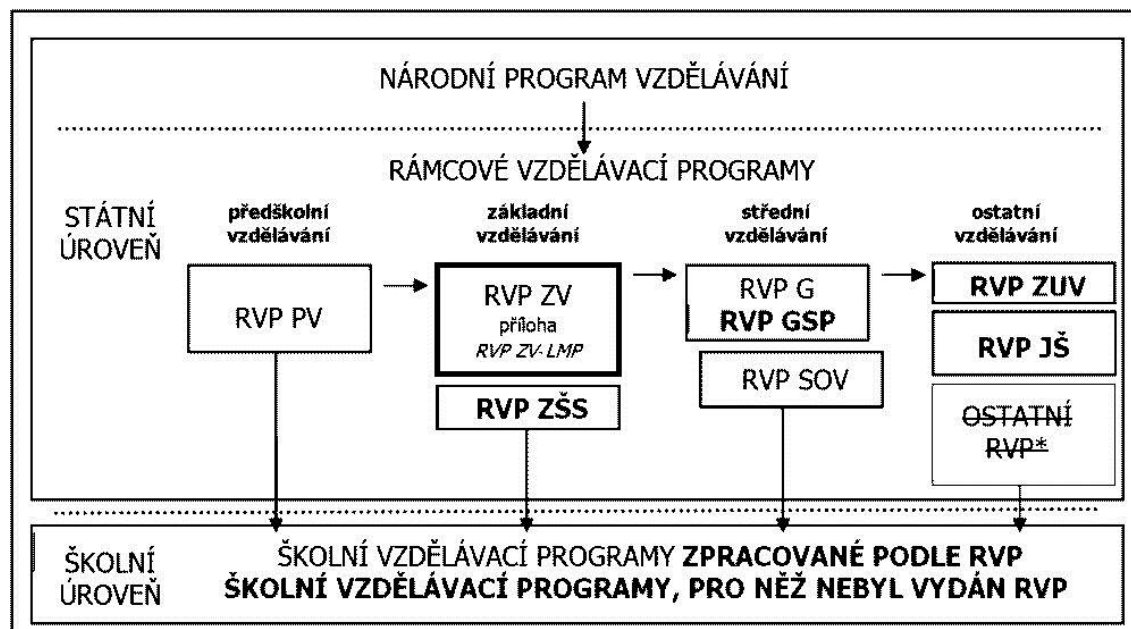 NÁRODNÍ PROGRAM VZDĚLÁVÁNÍ
RÁMCOVÉ VZDĚLÁVACÍ PROGRAMY
STÁTNÍ
ÚROVEŇ
předškolní
vzdělávání
základní
vzdělávání
střední
vzdělávání
ostatní
vzdělávání
RVP PV
RVP ZV
příloha
RVP ZV-LMP
RVP ZŠS
RVP G
RVP GSP
RVP SOV
RVP ZUV
RVP JŠ
OSTATNÍ
RVP*
ŠKOLNÍ
ÚROVEŇ
ŠKOLNÍ VZDĚLÁVACÍ PROGRAMY ZPRACOVANÉ PODLE RVP
ŠKOLNÍ VZDĚLÁVACÍ PROGRAMY, PRO NĚŽ NEBYL VYDÁN RVP